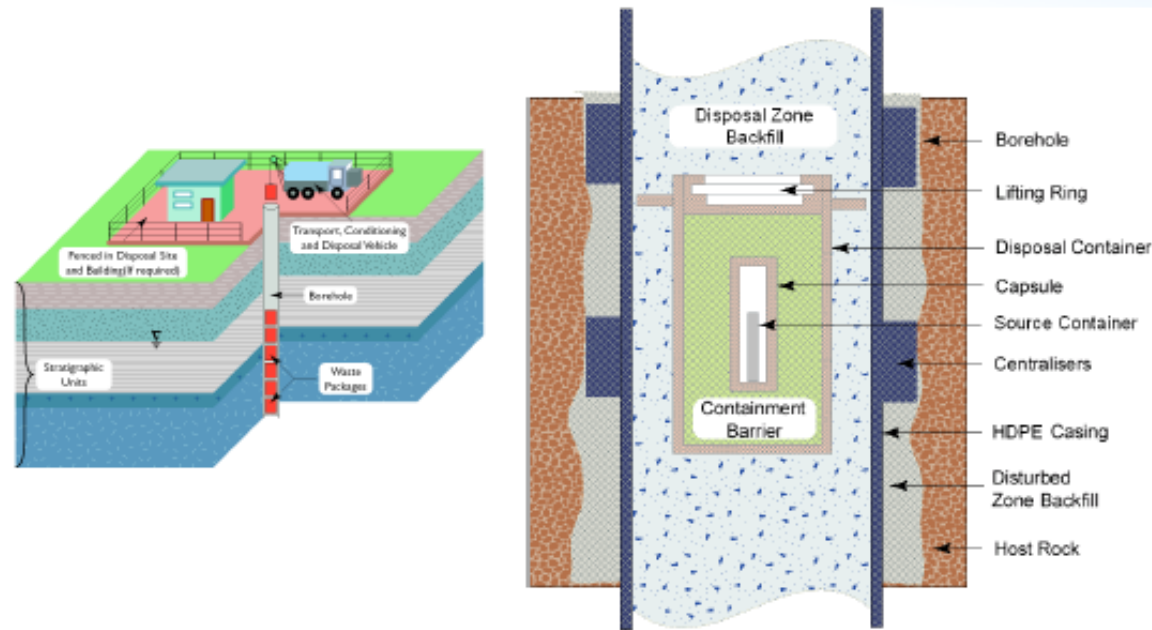 Fenced in Disposal Site
and Building(If required)
Transport, Conditioning
and Disposal Vehicle
Borehole
Stratigraphic
Units
Waste
Packages
Disposal Zone
Backfill
Containment
Barrier
Borehole
Lifting Ring
Disposal Container
Capsule
Source Container
Centralisers
HDPE Casing
Disturbed
Zone Backfill
Host Rock